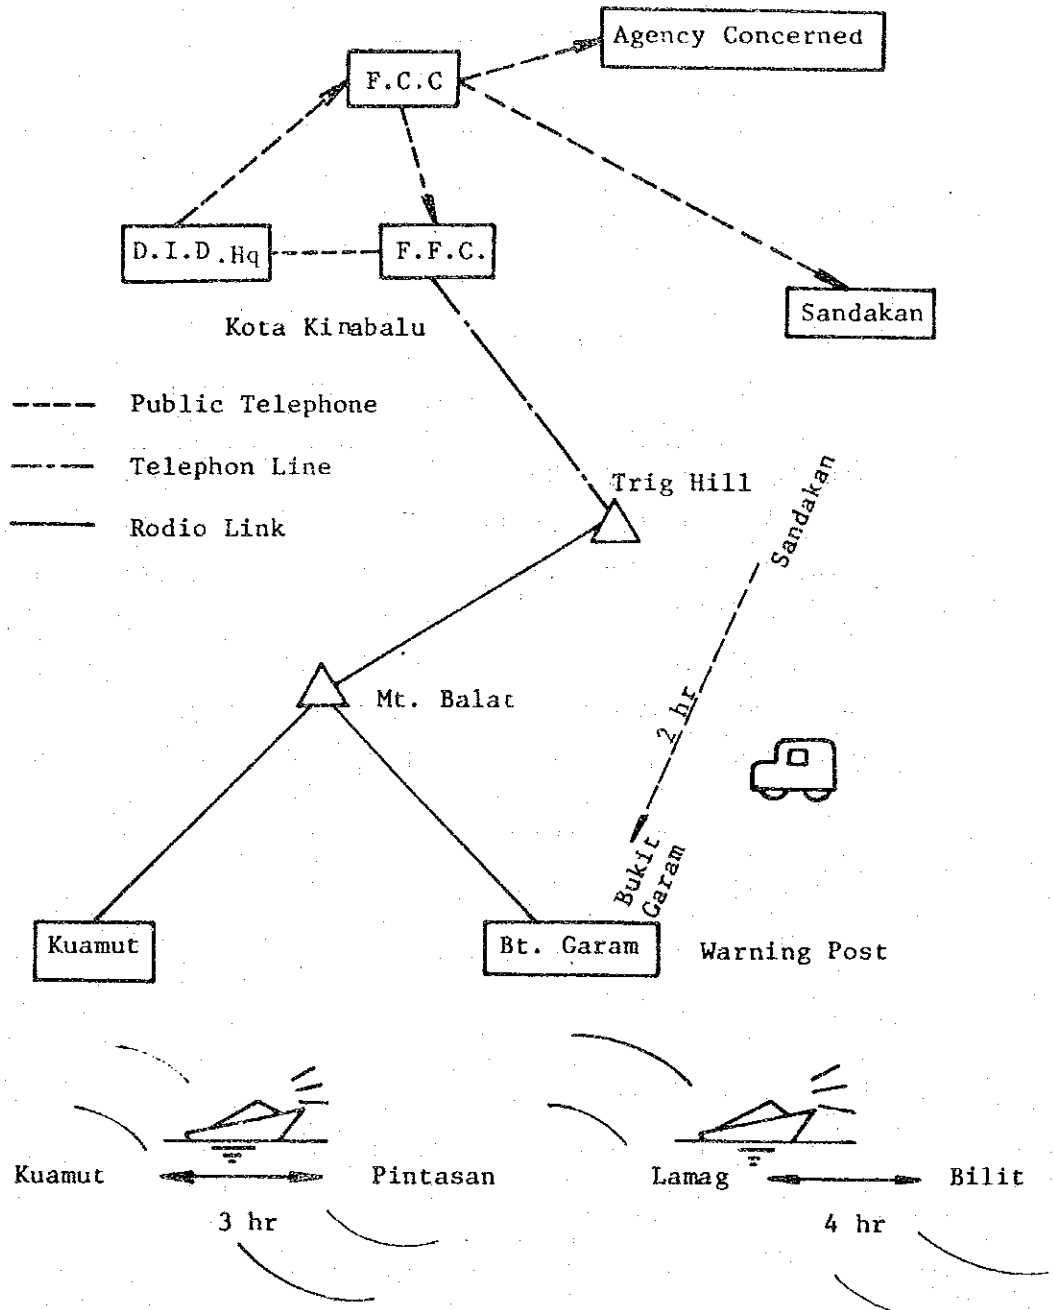 Agency Concerned
F.C.C
D.I.D.Hq
F.F.C.
Sandakan
Kota Kinabalu
Public Telephone
Telephon Line
Rodio Link
Trig Hill
Sandakan
2 hr
Bukit
Garam
Mt. Balat
Kuamut
Bt. Garam
Warning Post
Kuamut
Pintasan
3 hr
Lamag
Bilit
4 hr